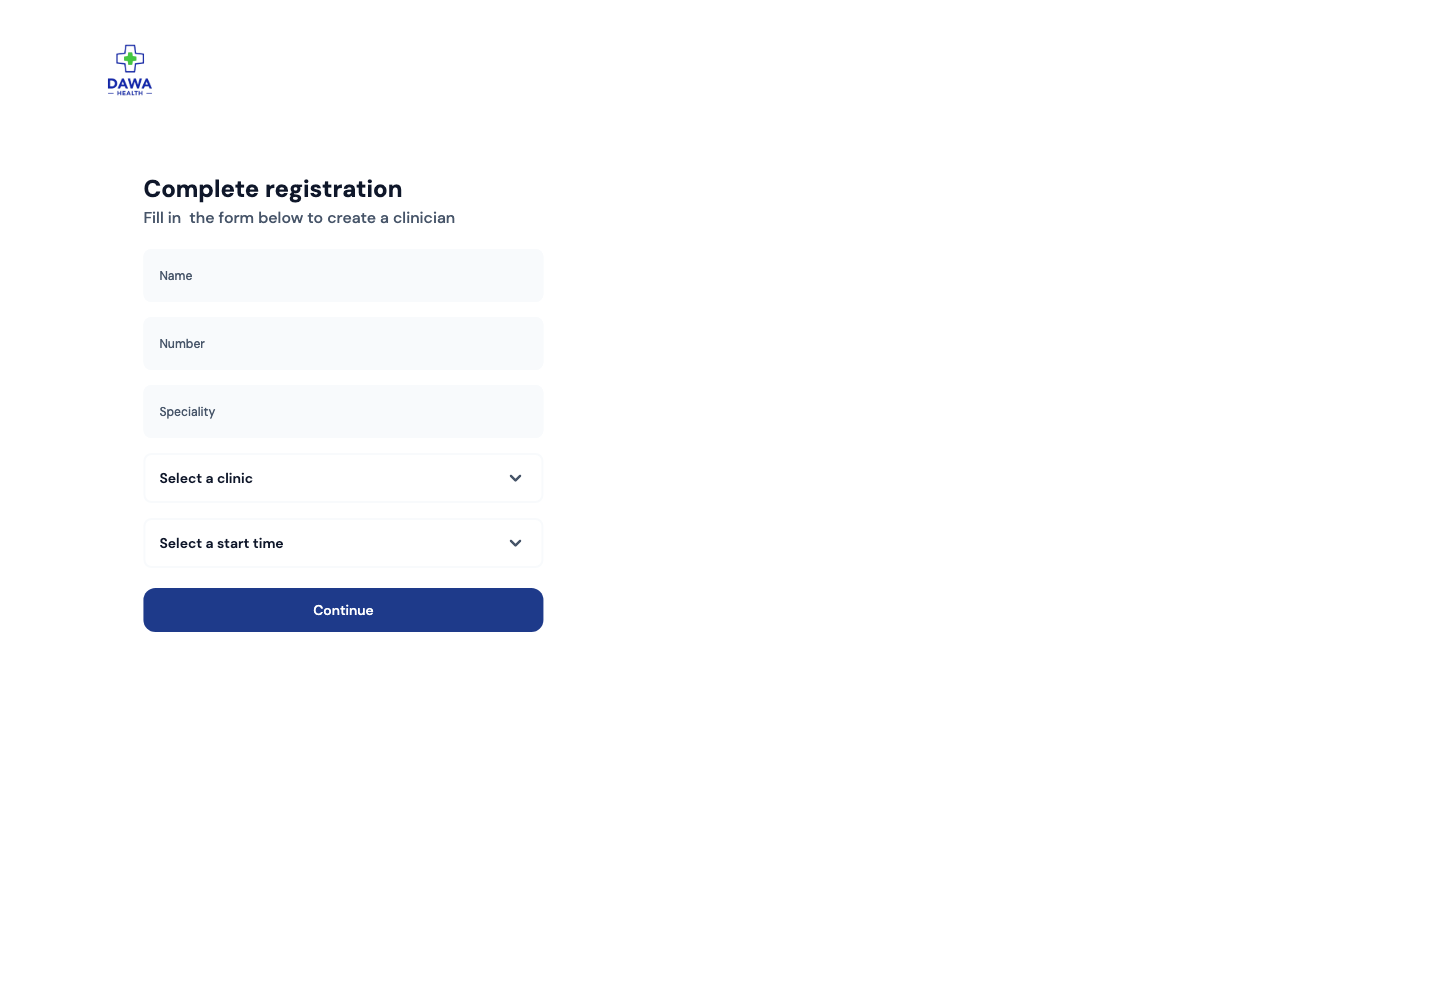 DAWA
HEALTH
Complete registration
Fill in  the form below to create a clinician
Name
Number
Speciality
Select a clinic
Select a start time
Continue